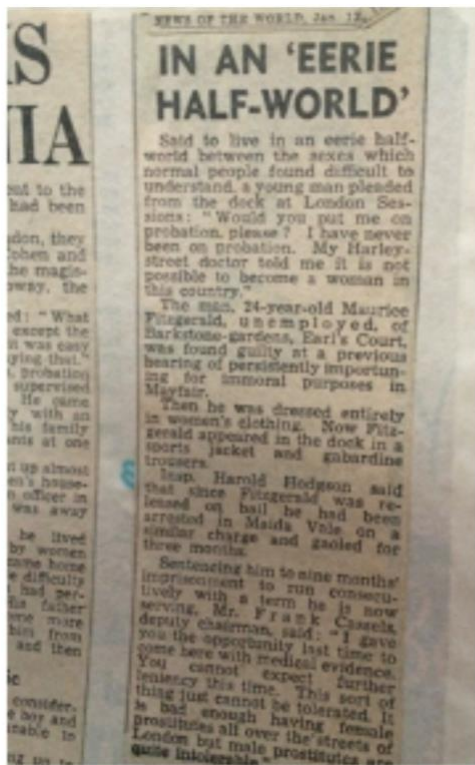 S
IA
ent to the
had been
don, they
Cohen and
he magis-
oway, the
ed: "What
except the
it was easy
ying that."
probation
supervised
He came
y with an
his family
ants at one
up almost
en's house-
officer in
was away
he lived
by women
came home
e difficulty
had per-
His father
ome more
him from
and then
consider,
e boy and
NEWS OF THE WORLD, Jan. 12,
IN AN 'EERIE
HALF-WORLD'
Said to live in an eerie half-
world between the sexes which
normal people found difficult to
understand, a young man pleaded
from the dock at London Ses-
sions: "Would you put me on
probation, please? I have never
been on probation. My Harley-
street doctor told me it is not
possible to become a woman in
this country."
The man, 24-year-old Maurice
Fitzgerald, unemployed, of
Barkstone-gardens, Earl's Court,
was found guilty at a previous
hearing of persistently importun-
ing for immoral purposes in
Mayfair.
Then he was dressed entirely
in women's clothing. Now Fitz-
gerald appeared in the dock in a
sports jacket and gabardine
trousers.
Insp. Harold Hodgson said
that since Fitzgerald was re-
leased on bail he had been
arrested in Maida Vale on a
similar charge and gaoled for
three months.
Sentencing him to nine months'
imprisonment to run consecu-
tively with a term he is now
serving, Mr. Frank Cassels,
deputy chairman, said: "I gave
you the opportunity last time to
come here with medical evidence.
You cannot expect further
leniency this time. This sort of
thing just cannot be tolerated. It
is bad enough having female
prostitutes all over the streets of
London but male prostitutes are
quite intolerable."